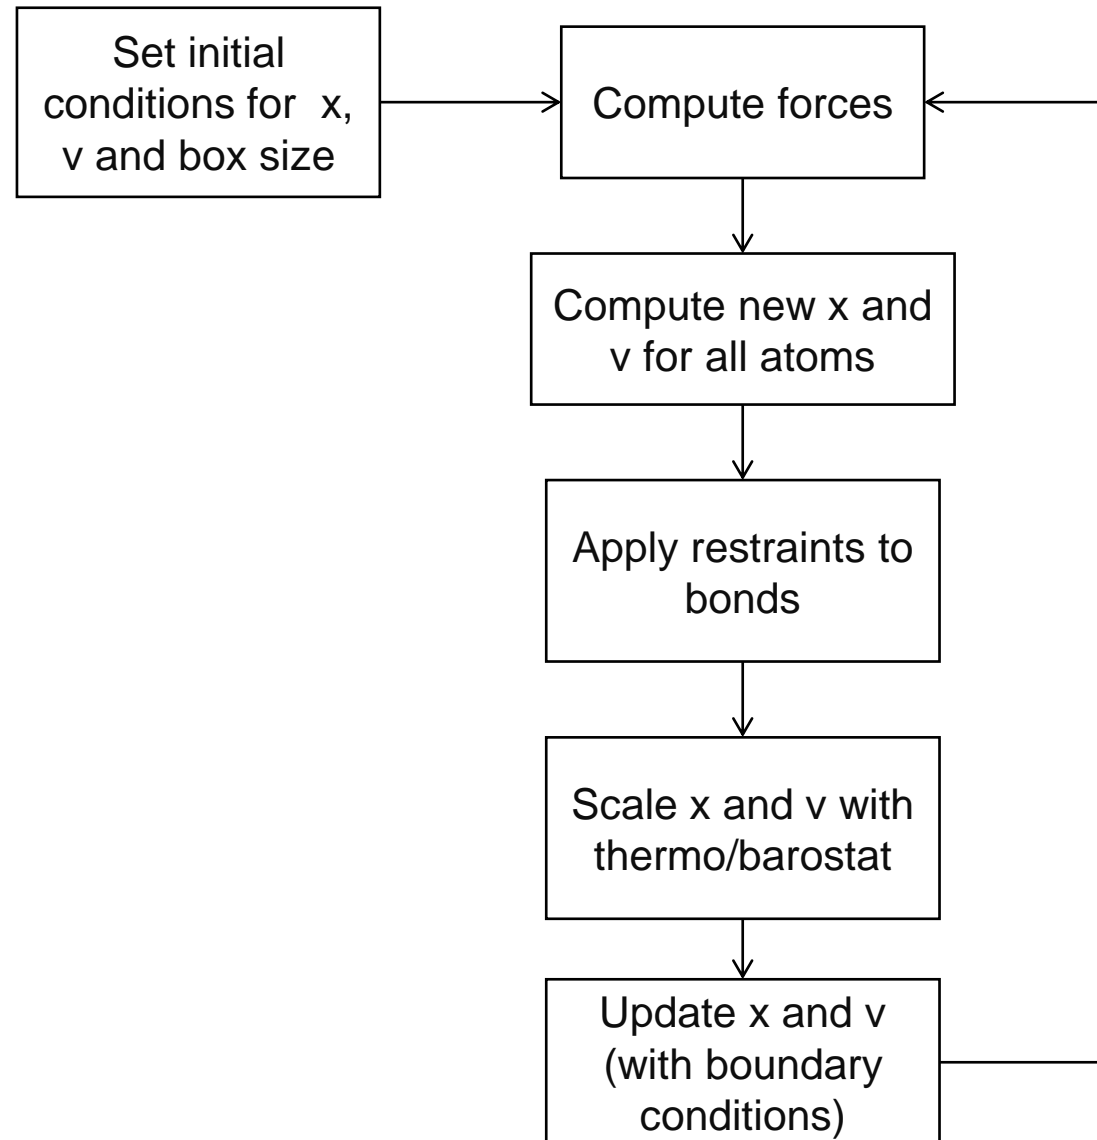 Set initial
conditions for  x,
v and box size
Compute forces
Compute new x and
v for all atoms
Apply restraints to
bonds
Scale x and v with
thermo/barostat
Update x and v
(with boundary
conditions)